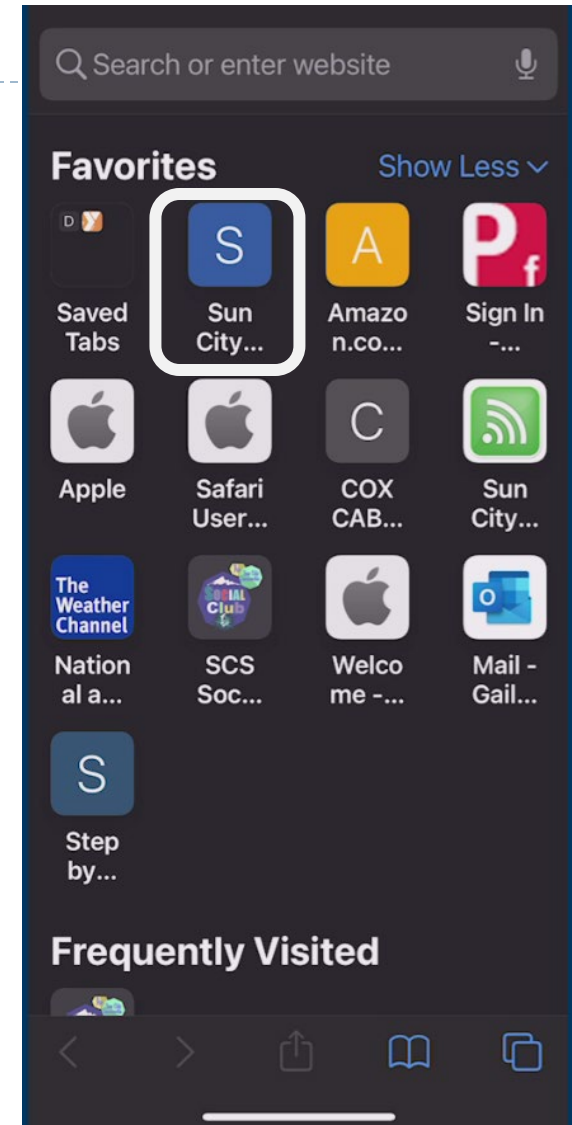 Search or enter website
Favorites
Show Less
D Y
S
A
P f
Saved
Tabs
Sun
City...
Amazo
n.co...
Sign In
-...
C
Apple
Safari
User...
COX
CAB...
Sun
City...
The
Weather
Channel
SOCIAL
Club
o
Nation
al a...
SCS
Soc...
Welco
me -...
Mail -
Gail...
S
Step
by...
Frequently Visited